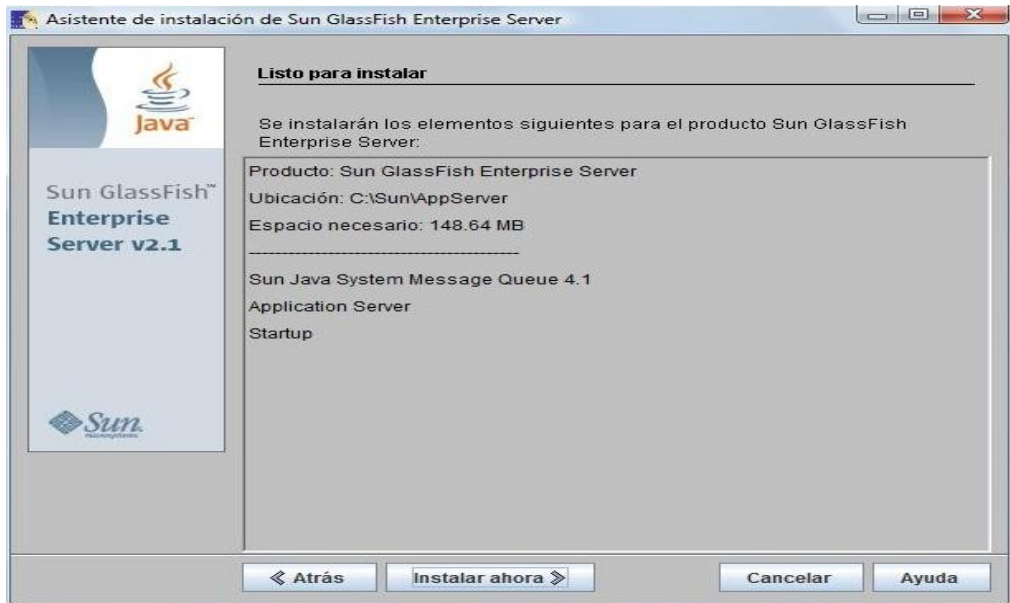 Asistente de instalación de Sun GlassFish Enterprise Server
Java™
Sun GlassFish™
Enterprise
Server v2.1
Sun
microsystems
Listo para instalar
Se instalarán los elementos siguientes para el producto Sun GlassFish
Enterprise Server:
Producto: Sun GlassFish Enterprise Server
Ubicación: C:\Sun\AppServer
Espacio necesario: 148.64 MB
----------------------------------------
Sun Java System Message Queue 4.1
Application Server
Startup
Atrás
Instalar ahora
Cancelar
Ayuda